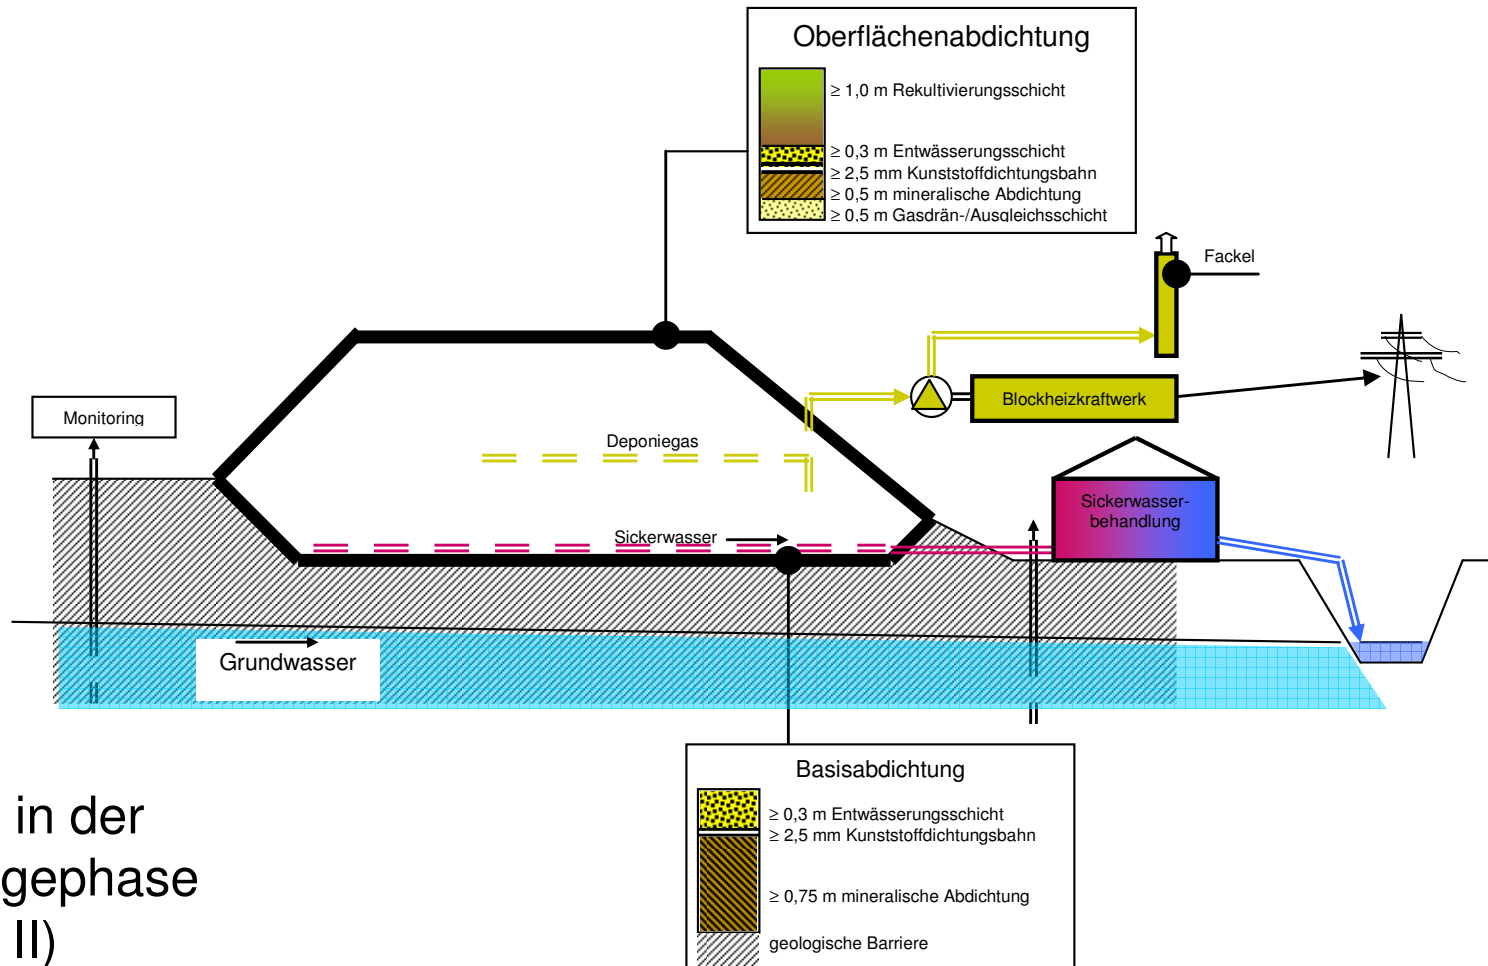 Oberflächenabdichtung
≥ 1,0 m Rekultivierungsschicht
≥ 0,3 m Entwässerungsschicht
≥ 2,5 mm Kunststoffdichtungsbahn
≥ 0,5 m mineralische Abdichtung
≥ 0,5 m Gasdrän-/Ausgleichsschicht
Fackel
Blockheizkraftwerk
Monitoring
Deponiegas
Sickerwasser
Sickerwasser-
behandlung
Grundwasser
Basisabdichtung
≥ 0,3 m Entwässerungsschicht
≥ 2,5 mm Kunststoffdichtungsbahn
≥ 0,75 m mineralische Abdichtung
geologische Barriere
in der
gephase
II)